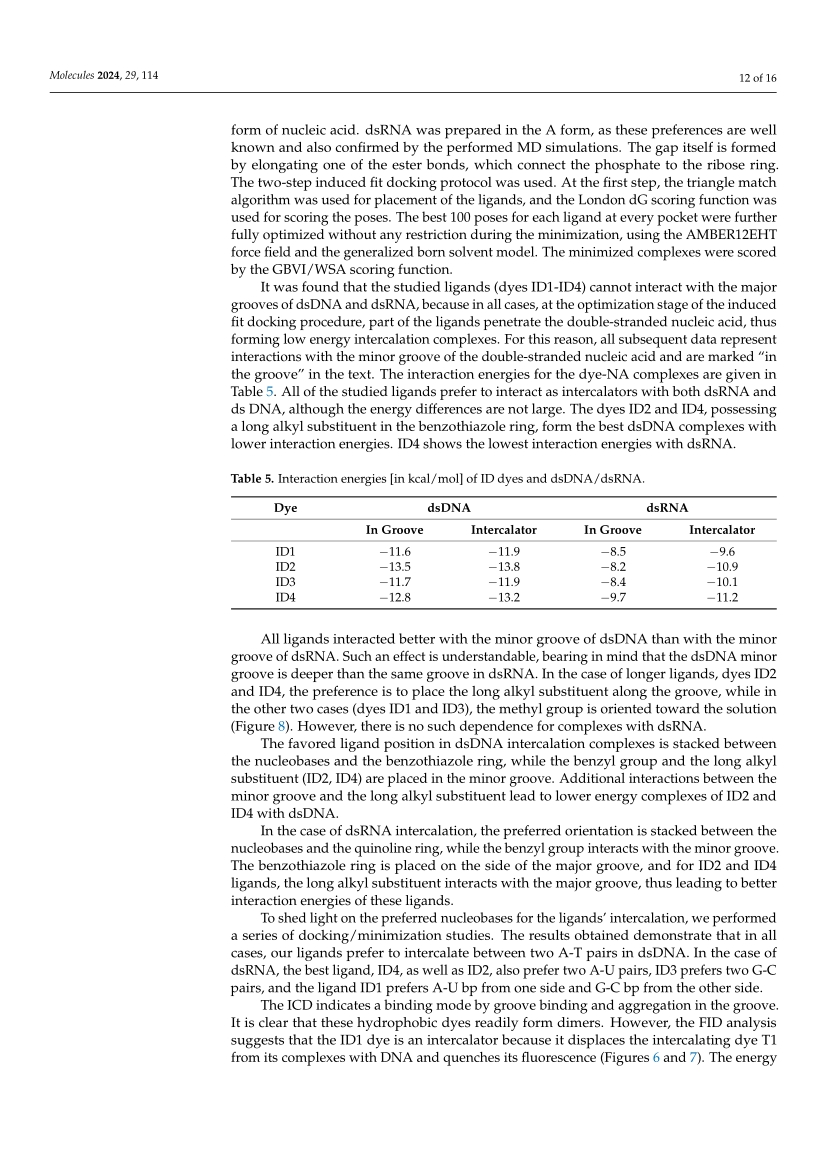 Molecules 2024, 29, 114
12 of 16
form of nucleic acid. dsRNA was prepared in the A form, as these preferences are well
known and also confirmed by the performed MD simulations. The gap itself is formed
by elongating one of the ester bonds, which connect the phosphate to the ribose ring.
The two-step induced fit docking protocol was used. At the first step, the triangle match
algorithm was used for placement of the ligands, and the London dG scoring function was
used for scoring the poses. The best 100 poses for each ligand at every pocket were further
fully optimized without any restriction during the minimization, using the AMBER12EHT
force field and the generalized born solvent model. The minimized complexes were scored
by the GBVI/WSA scoring function.
It was found that the studied ligands (dyes ID1-ID4) cannot interact with the major
grooves of dsDNA and dsRNA, because in all cases, at the optimization stage of the induced
fit docking procedure, part of the ligands penetrate the double-stranded nucleic acid, thus
forming low energy intercalation complexes. For this reason, all subsequent data represent
interactions with the minor groove of the double-stranded nucleic acid and are marked “in
the groove” in the text. The interaction energies for the dye-NA complexes are given in
Table 5. All of the studied ligands prefer to interact as intercalators with both dsRNA and
ds DNA, although the energy differences are not large. The dyes ID2 and ID4, possessing
a long alkyl substituent in the benzothiazole ring, form the best dsDNA complexes with
lower interaction energies. ID4 shows the lowest interaction energies with dsRNA.
Table 5. Interaction energies [in kcal/mol] of ID dyes and dsDNA/dsRNA.
Dye dsDNA dsRNA
In Groove Intercalator In Groove Intercalator
ID1 −11.6 −11.9 −8.5 −9.6
ID2 −13.5 −13.8 −8.2 −10.9
ID3 −11.7 −11.9 −8.4 −10.1
ID4 −12.8 −13.2 −9.7 −11.2
All ligands interacted better with the minor groove of dsDNA than with the minor
groove of dsRNA. Such an effect is understandable, bearing in mind that the dsDNA minor
groove is deeper than the same groove in dsRNA. In the case of longer ligands, dyes ID2
and ID4, the preference is to place the long alkyl substituent along the groove, while in
the other two cases (dyes ID1 and ID3), the methyl group is oriented toward the solution
(Figure 8). However, there is no such dependence for complexes with dsRNA.
The favored ligand position in dsDNA intercalation complexes is stacked between
the nucleobases and the benzothiazole ring, while the benzyl group and the long alkyl
substituent (ID2, ID4) are placed in the minor groove. Additional interactions between the
minor groove and the long alkyl substituent lead to lower energy complexes of ID2 and
ID4 with dsDNA.
In the case of dsRNA intercalation, the preferred orientation is stacked between the
nucleobases and the quinoline ring, while the benzyl group interacts with the minor groove.
The benzothiazole ring is placed on the side of the major groove, and for ID2 and ID4
ligands, the long alkyl substituent interacts with the major groove, thus leading to better
interaction energies of these ligands.
To shed light on the preferred nucleobases for the ligands’ intercalation, we performed
a series of docking/minimization studies. The results obtained demonstrate that in all
cases, our ligands prefer to intercalate between two A-T pairs in dsDNA. In the case of
dsRNA, the best ligand, ID4, as well as ID2, also prefer two A-U pairs, ID3 prefers two G-C
pairs, and the ligand ID1 prefers A-U bp from one side and G-C bp from the other side.
The ICD indicates a binding mode by groove binding and aggregation in the groove.
It is clear that these hydrophobic dyes readily form dimers. However, the FID analysis
suggests that the ID1 dye is an intercalator because it displaces the intercalating dye T1
from its complexes with DNA and quenches its fluorescence (Figures 6 and 7). The energy